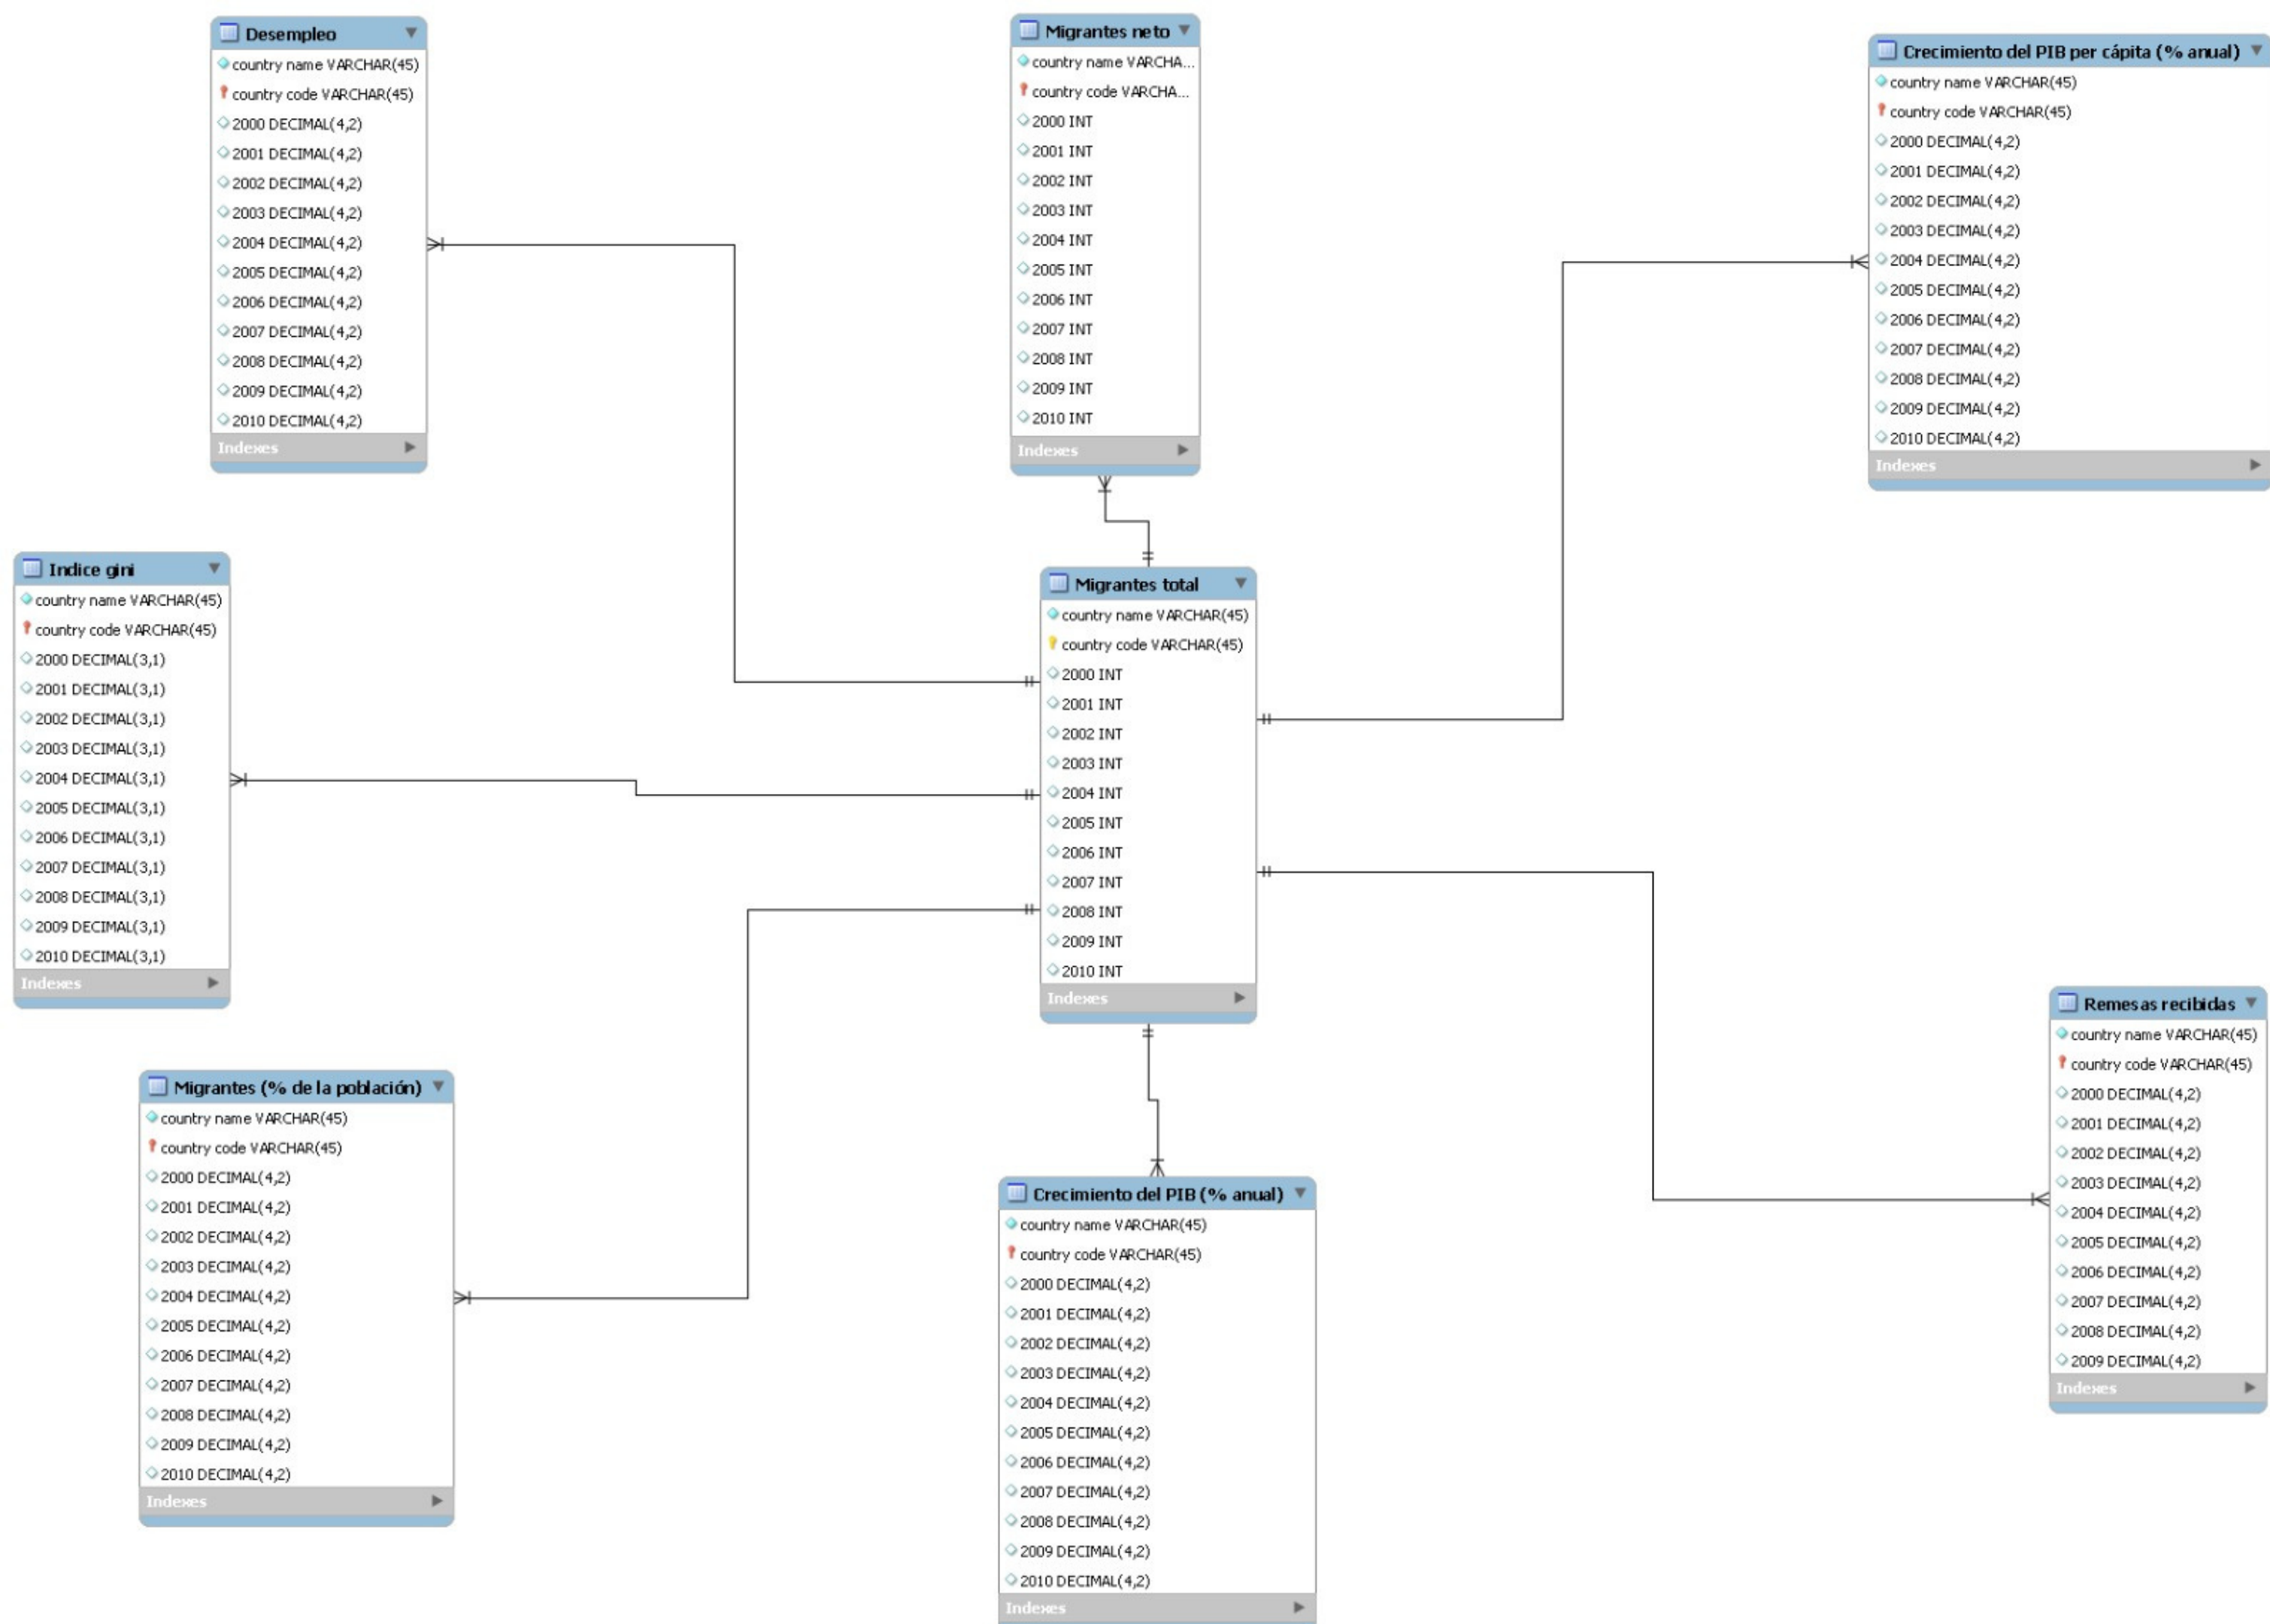 Desempleo
country name VARCHAR(45)
country code VARCHAR(45)
2000 DECIMAL(4,2)
2001 DECIMAL(4,2)
2002 DECIMAL(4,2)
2003 DECIMAL(4,2)
2004 DECIMAL(4,2)
2005 DECIMAL(4,2)
2006 DECIMAL(4,2)
2007 DECIMAL(4,2)
2008 DECIMAL(4,2)
2009 DECIMAL(4,2)
2010 DECIMAL(4,2)
Indexes
Migrantes neto
country name VARCHA...
country code VARCHA...
2000 INT
2001 INT
2002 INT
2003 INT
2004 INT
2005 INT
2006 INT
2007 INT
2008 INT
2009 INT
2010 INT
Indexes
Crecimiento del PIB per cápita (% anual)
country name VARCHAR(45)
country code VARCHAR(45)
2000 DECIMAL(4,2)
2001 DECIMAL(4,2)
2002 DECIMAL(4,2)
2003 DECIMAL(4,2)
2004 DECIMAL(4,2)
2005 DECIMAL(4,2)
2006 DECIMAL(4,2)
2007 DECIMAL(4,2)
2008 DECIMAL(4,2)
2009 DECIMAL(4,2)
2010 DECIMAL(4,2)
Indexes
Indice gini
country name VARCHAR(45)
country code VARCHAR(45)
2000 DECIMAL(3,1)
2001 DECIMAL(3,1)
2002 DECIMAL(3,1)
2003 DECIMAL(3,1)
2004 DECIMAL(3,1)
2005 DECIMAL(3,1)
2006 DECIMAL(3,1)
2007 DECIMAL(3,1)
2008 DECIMAL(3,1)
2009 DECIMAL(3,1)
2010 DECIMAL(3,1)
Indexes
Migrantes total
country name VARCHAR(45)
country code VARCHAR(45)
2000 INT
2001 INT
2002 INT
2003 INT
2004 INT
2005 INT
2006 INT
2007 INT
2008 INT
2009 INT
2010 INT
Indexes
Remesas recibidas
country name VARCHAR(45)
country code VARCHAR(45)
2000 DECIMAL(4,2)
2001 DECIMAL(4,2)
2002 DECIMAL(4,2)
2003 DECIMAL(4,2)
2004 DECIMAL(4,2)
2005 DECIMAL(4,2)
2006 DECIMAL(4,2)
2007 DECIMAL(4,2)
2008 DECIMAL(4,2)
2009 DECIMAL(4,2)
Indexes
Migrantes (% de la población)
country name VARCHAR(45)
country code VARCHAR(45)
2000 DECIMAL(4,2)
2001 DECIMAL(4,2)
2002 DECIMAL(4,2)
2003 DECIMAL(4,2)
2004 DECIMAL(4,2)
2005 DECIMAL(4,2)
2006 DECIMAL(4,2)
2007 DECIMAL(4,2)
2008 DECIMAL(4,2)
2009 DECIMAL(4,2)
2010 DECIMAL(4,2)
Indexes
Crecimiento del PIB (% anual)
country name VARCHAR(45)
country code VARCHAR(45)
2000 DECIMAL(4,2)
2001 DECIMAL(4,2)
2002 DECIMAL(4,2)
2003 DECIMAL(4,2)
2004 DECIMAL(4,2)
2005 DECIMAL(4,2)
2006 DECIMAL(4,2)
2007 DECIMAL(4,2)
2008 DECIMAL(4,2)
2009 DECIMAL(4,2)
2010 DECIMAL(4,2)
Indexes